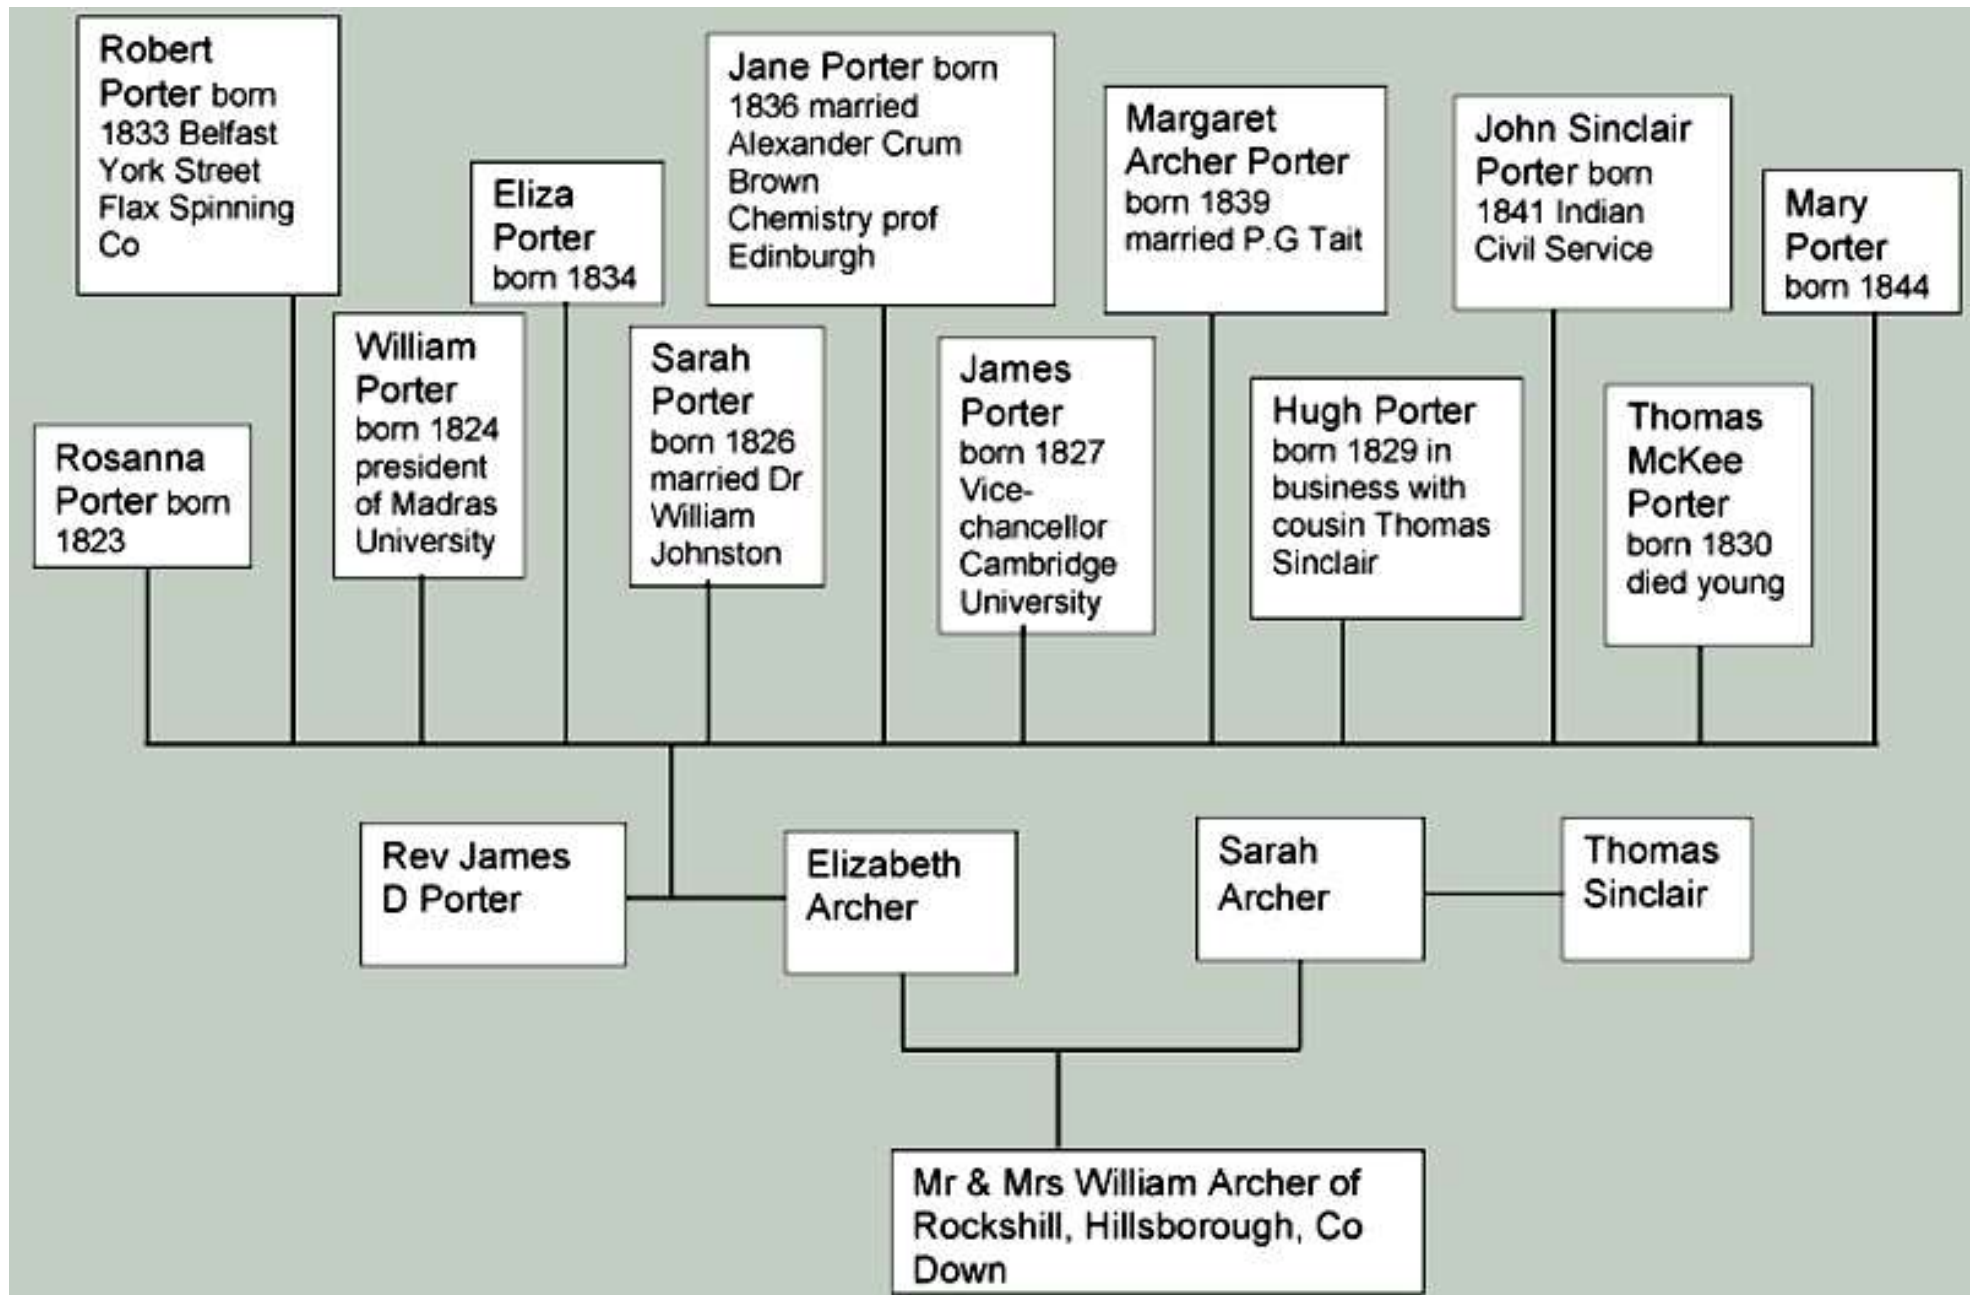 Robert
Porter born
1833 Belfast
York Street
Flax Spinning
Co
Eliza
Porter
born 1834
Jane Porter born
1836 married
Alexander Crum
Brown
Chemistry prof
Edinburgh
Margaret
Archer Porter
born 1839
married P.G Tait
John Sinclair
Porter born
1841 Indian
Civil Service
Mary
Porter
born 1844
Rosanna
Porter born
1823
William
Porter
born 1824
president
of Madras
University
Sarah
Porter
born 1826
married Dr
William
Johnston
James
Porter
born 1827
Vice-
chancellor
Cambridge
University
Hugh Porter
born 1829 in
business with
cousin Thomas
Sinclair
Thomas
McKee
Porter
born 1830
died young
Rev James
D Porter
Elizabeth
Archer
Sarah
Archer
Thomas
Sinclair
Mr & Mrs William Archer of
Rockshill, Hillsborough, Co
Down